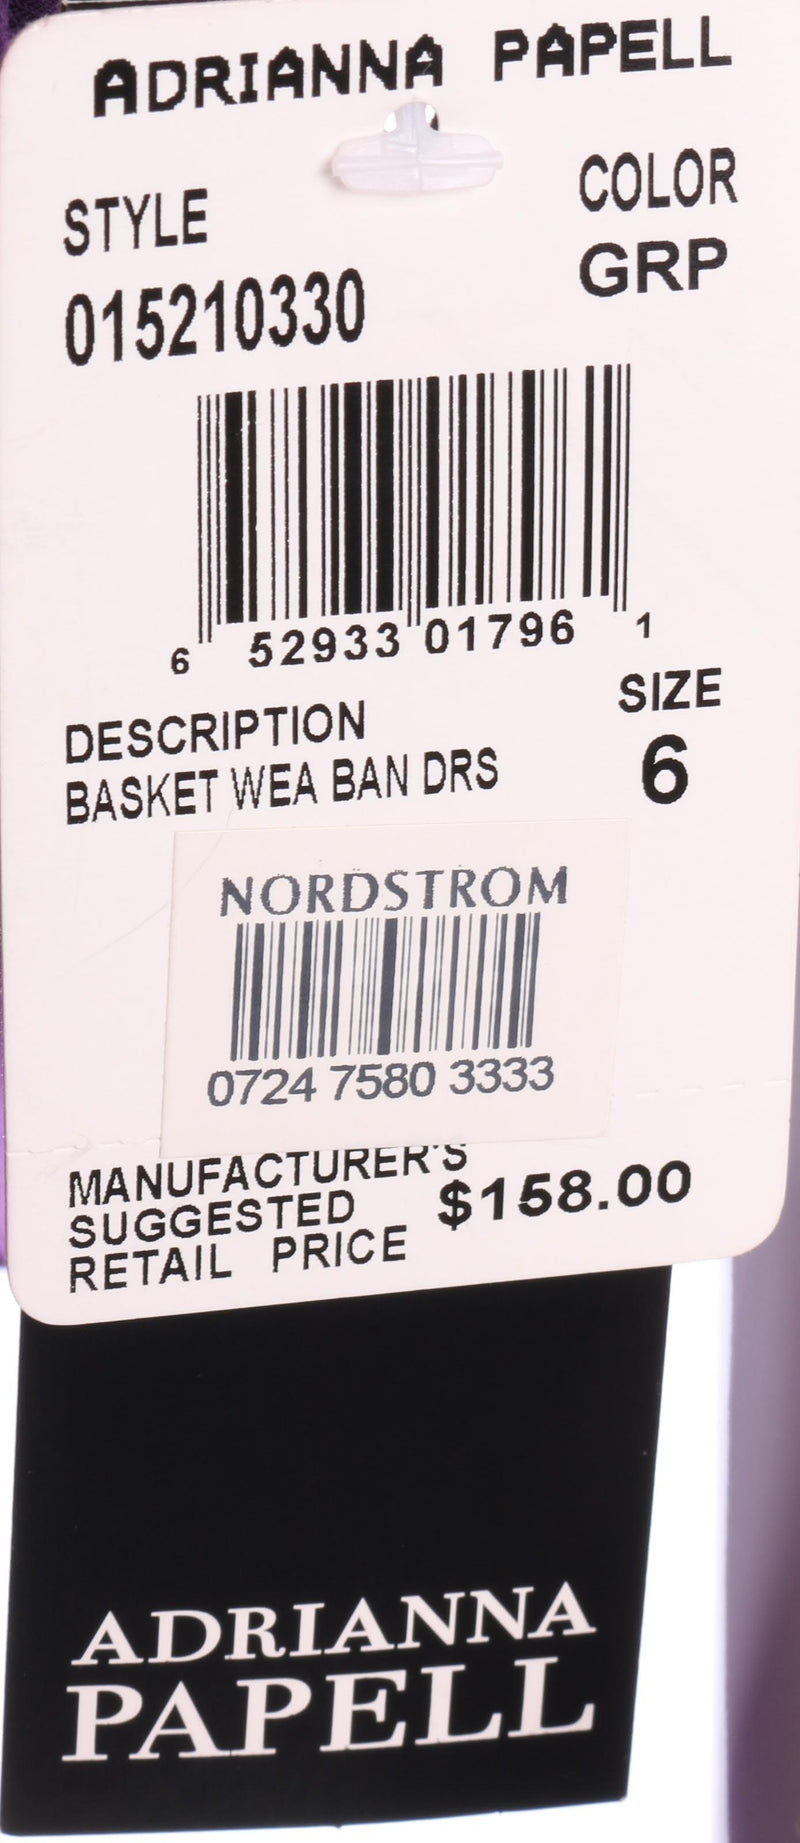 ADRIANNA PAPELL
STYLE
COLOR
015210330
GRP
6 52933 01796 1
DESCRIPTION
SIZE
BASKET WEA BAN DRS
6
NORDSTROM
0724 7580 3333
MANUFACTURER'S
SUGGESTED
RETAIL PRICE
$158.00
ADRIANNA
PAPELL